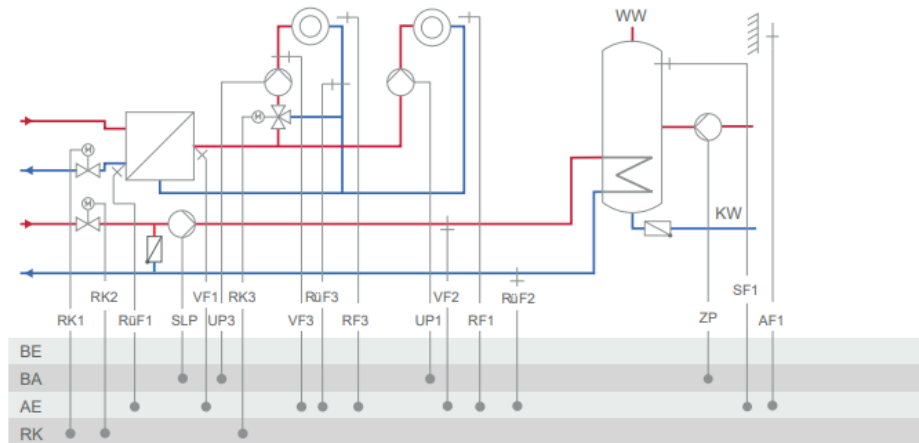 WW
M
M
M
KW
RK2
VF1
RK3
RüF3
VF2
RüF2
SF1
RK1
RüF1
SLP
UP3
VF3
RF3
UP1
RF1
ZP
AF1
BE
BA
AE
RK